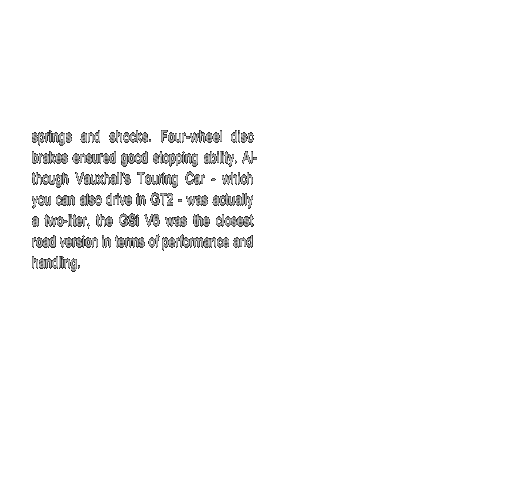 springs and shocks. Four-wheel disc
brakes ensured good stopping ability. Al-
though Vauxhall's Touring Car - which
you can also drive in GT2 - was actually
a two-liter, the GSi V6 was the closest
road version in terms of performance and
handling.